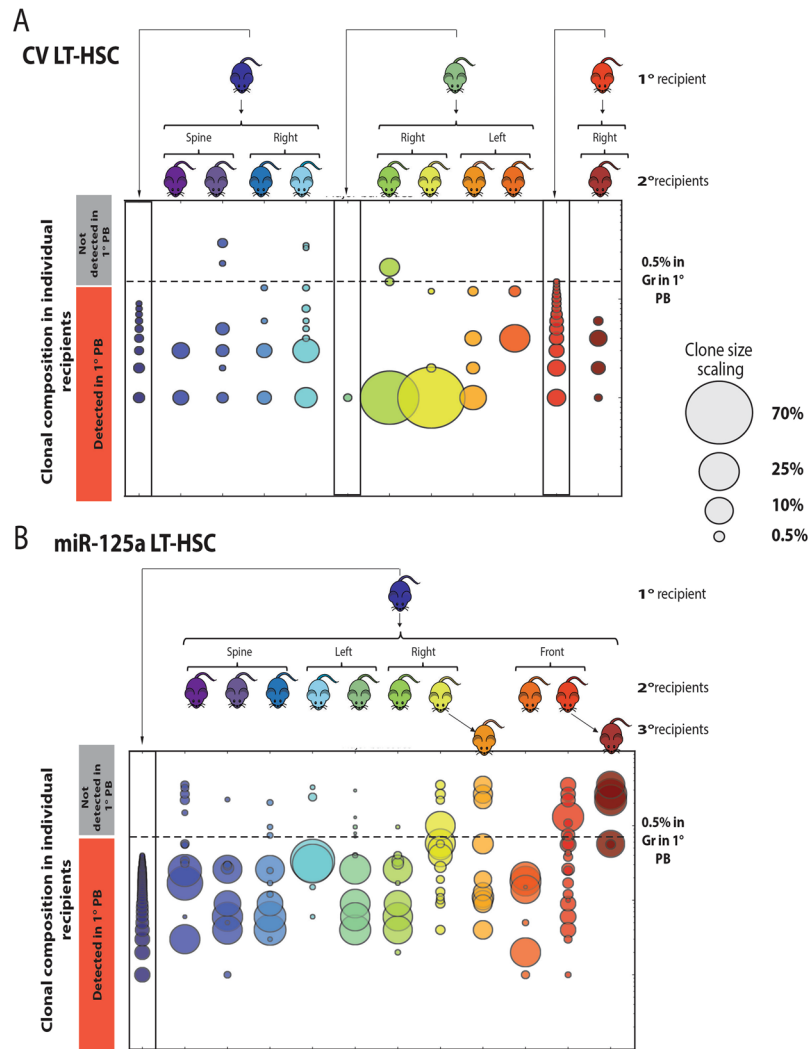 A
CV LT-HSC
1° recipient
Spine
Right
Right
Left
Right
2°recipients
Not
detected in
1° PB
Detected in 1° PB
Clonal composition in individual
recipients
0.5% in
Gr in 1°
PB
Clone size
scaling
70%
25%
10%
0.5%
B
miR-125a LT-HSC
1° recipient
Spine
Left
Right
Front
2°recipients
3°recipients
Not
detected in
1° PB
Detected in 1° PB
Clonal composition in individual
recipients
0.5% in
Gr in 1°
PB